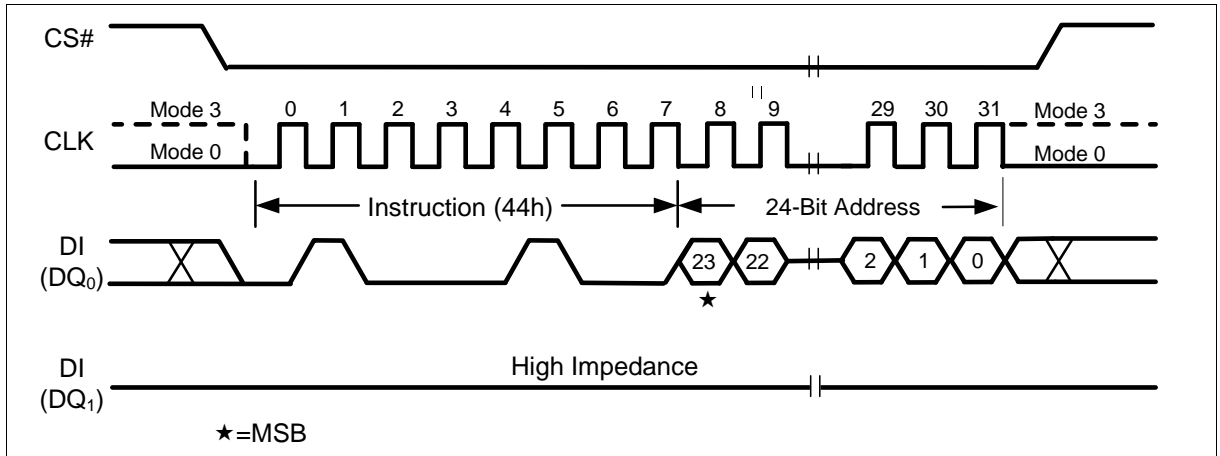 CS#
Mode 3 0 1 2 3 4 5 6 7 8 9 29 30 31 Mode 3
CLK
Mode 0 Mode 0
Instruction (44h) 24-Bit Address
DI
(DQ₀)
23 22 2 1 0
★
High Impedance
DI
(DQ₁)
★=MSB